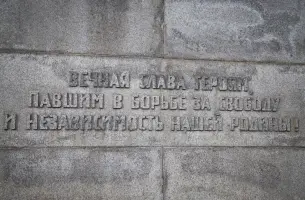 ВЕЧНАЯ СЛАВА ГЕРОЯМ,
ПАВШИМ В БОРЬБЕ ЗА СВОБОДУ
И НЕЗАВИСИМОСТЬ НАШЕЙ РОДИНЫ!